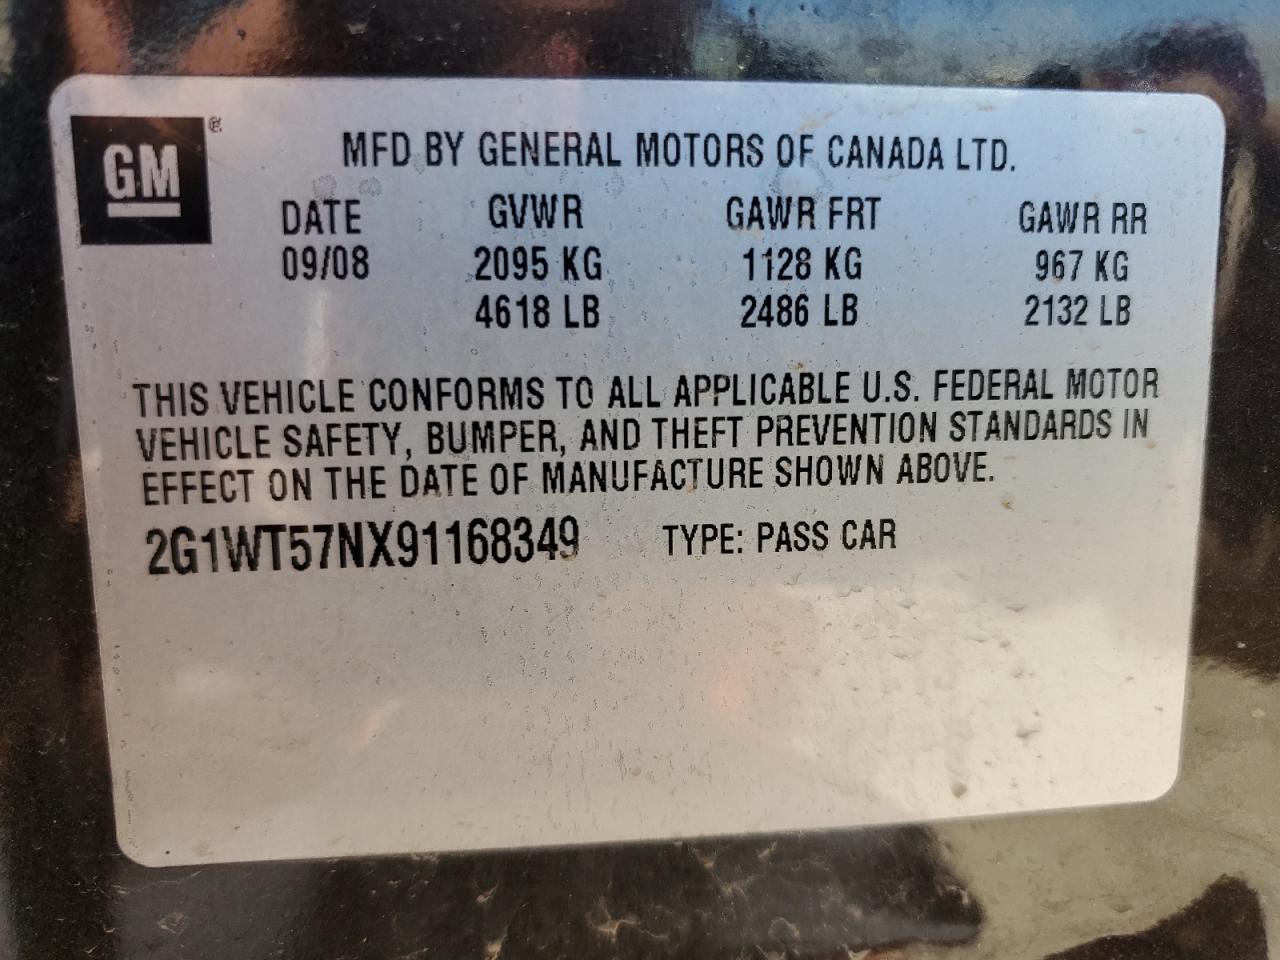 GM ®
MFD BY GENERAL MOTORS OF CANADA LTD.
DATE GVWR GAWR FRT GAWR RR
09/08 2095 KG 1128 KG 967 KG
4618 LB 2486 LB 2132 LB
THIS VEHICLE CONFORMS TO ALL APPLICABLE U.S. FEDERAL MOTOR
VEHICLE SAFETY, BUMPER, AND THEFT PREVENTION STANDARDS IN
EFFECT ON THE DATE OF MANUFACTURE SHOWN ABOVE.
2G1WT57NX91168349 TYPE: PASS CAR